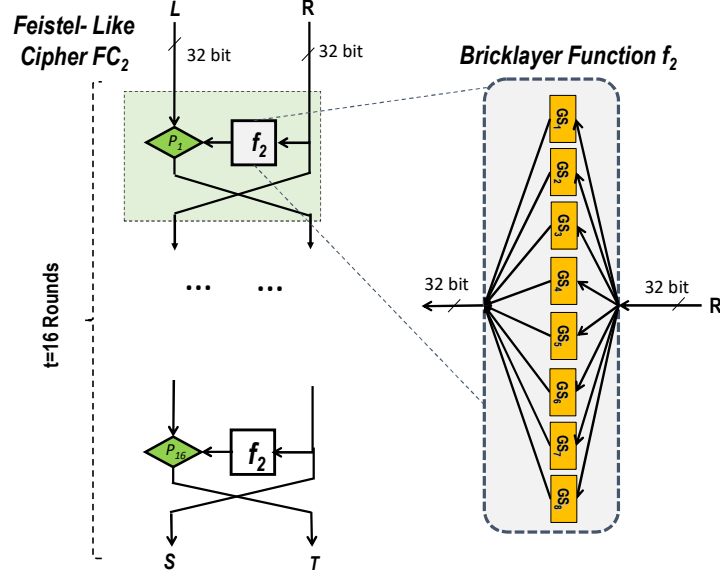 Feistel- Like
Cipher FC2
L
R
32 bit
32 bit
P1
f2
... ...
t=16 Rounds
P16
f2
S
T
Bricklayer Function f2
GS1
GS2
GS3
GS4
GS5
GS6
GS7
GS8
32 bit
32 bit
R